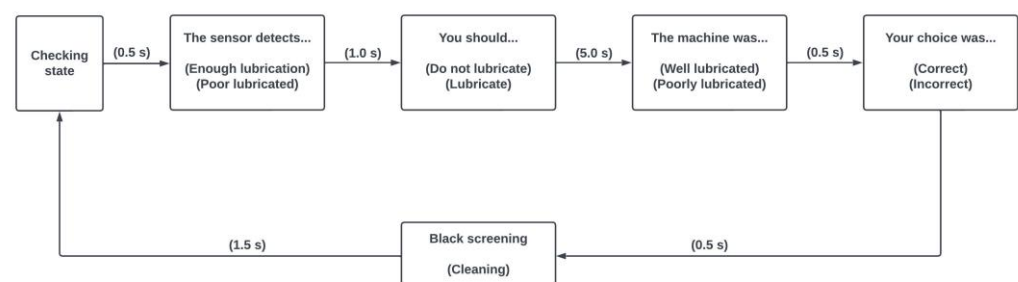 Checking
state
(0.5 s)
The sensor detects...
(Enough lubrication)
(Poor lubricated)
(1.0 s)
You should...
(Do not lubricate)
(Lubricate)
(5.0 s)
The machine was...
(Well lubricated)
(Poorly lubricated)
(0.5 s)
Your choice was...
(Correct)
(Incorrect)
(0.5 s)
Black screening
(Cleaning)
(1.5 s)